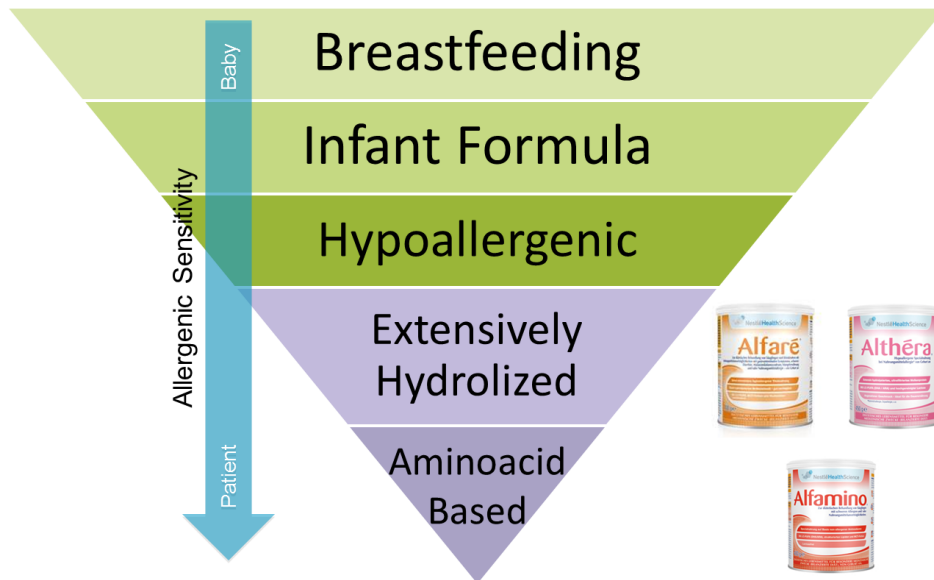 Baby
Breastfeeding
Infant Formula
Allergenic Sensitivity
Hypoallergenic
Extensively
Hydrolized
Patient
Aminoacid
Based
NestléHealthScience
Alfaré
NestléHealthScience
Althéra
NestléHealthScience
Alfamino